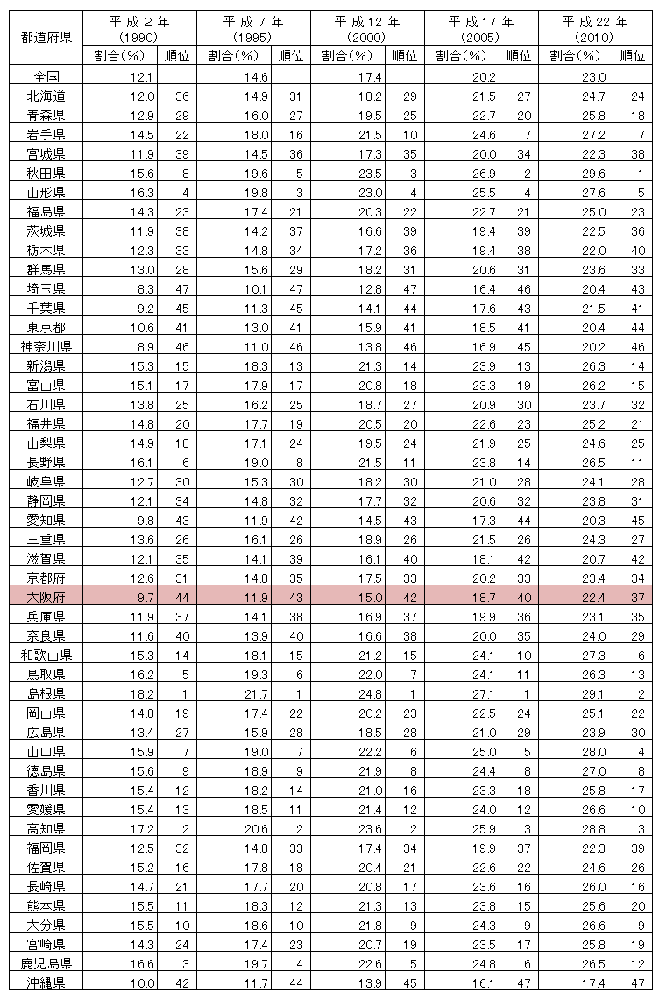 都道府県 平成２年 平成７年 平成12年 平成17年 平成22年
(1990) (1995) (2000) (2005) (2010)
割合(%) 順位 割合(%) 順位 割合(%) 順位 割合(%) 順位 割合(%) 順位
全国 12.1 14.6 17.4 20.2 23.0
北海道 12.0 36 14.9 31 18.2 29 21.5 27 24.7 24
青森県 12.9 29 16.0 27 19.5 25 22.7 20 25.8 18
岩手県 14.5 22 18.0 16 21.5 10 24.6 7 27.2 7
宮城県 11.9 39 14.5 36 17.3 35 20.0 34 22.3 38
秋田県 15.6 8 19.6 5 23.5 3 26.9 2 29.6 1
山形県 16.3 4 19.8 3 23.0 4 25.5 4 27.6 5
福島県 14.3 23 17.4 21 20.3 22 22.7 21 25.0 23
茨城県 11.9 38 14.2 37 16.6 39 19.4 39 22.5 36
栃木県 12.3 33 14.8 34 17.2 36 19.4 38 22.0 40
群馬県 13.0 28 15.6 29 18.2 31 20.6 31 23.6 33
埼玉県 8.3 47 10.1 47 12.8 47 16.4 46 20.4 43
千葉県 9.2 45 11.3 45 14.1 44 17.6 43 21.5 41
東京都 10.6 41 13.0 41 15.9 41 18.5 41 20.4 44
神奈川県 8.9 46 11.0 46 13.8 46 16.9 45 20.2 46
新潟県 15.3 15 18.3 13 21.3 14 23.9 13 26.3 14
富山県 15.1 17 17.9 17 20.8 18 23.3 19 26.2 15
石川県 13.8 25 16.2 25 18.7 27 20.9 30 23.7 32
福井県 14.8 20 17.7 19 20.5 20 22.6 23 25.2 21
山梨県 14.9 18 17.1 24 19.5 24 21.9 25 24.6 25
長野県 16.1 6 19.0 8 21.5 11 23.8 14 26.5 11
岐阜県 12.7 30 15.3 30 18.2 30 21.0 28 24.1 28
静岡県 12.1 34 14.8 32 17.7 32 20.6 32 23.8 31
愛知県 9.8 43 11.9 42 14.5 43 17.3 44 20.3 45
三重県 13.6 26 16.1 26 18.9 26 21.5 26 24.3 27
滋賀県 12.1 35 14.1 39 16.1 40 18.1 42 20.7 42
京都府 12.6 31 14.8 35 17.5 33 20.2 33 23.4 34
大阪府 9.7 44 11.9 43 15.0 42 18.7 40 22.4 37
兵庫県 11.9 37 14.1 38 16.9 37 19.9 36 23.1 35
奈良県 11.6 40 13.9 40 16.6 38 20.0 35 24.0 29
和歌山県 15.3 14 18.1 15 21.2 15 24.1 10 27.3 6
鳥取県 16.2 5 19.3 6 22.0 7 24.1 11 26.3 13
島根県 18.2 1 21.7 1 24.8 1 27.1 1 29.1 2
岡山県 14.8 19 17.4 22 20.2 23 22.5 24 25.1 22
広島県 13.4 27 15.9 28 18.5 28 21.0 29 23.9 30
山口県 15.9 7 19.0 7 22.2 6 25.0 5 28.0 4
徳島県 15.6 9 18.9 9 21.9 8 24.4 8 27.0 8
香川県 15.4 12 18.2 14 21.0 16 23.3 18 25.8 17
愛媛県 15.4 13 18.5 11 21.4 12 24.0 12 26.6 10
高知県 17.2 2 20.6 2 23.6 2 25.9 3 28.8 3
福岡県 12.5 32 14.8 33 17.4 34 19.9 37 22.3 39
佐賀県 15.2 16 17.8 18 20.4 21 22.6 22 24.6 26
長崎県 14.7 21 17.7 20 20.8 17 23.6 16 26.0 16
熊本県 15.5 11 18.3 12 21.3 13 23.8 15 25.6 20
大分県 15.5 10 18.6 10 21.8 9 24.3 9 26.6 9
宮崎県 14.3 24 17.4 23 20.7 19 23.5 17 25.8 19
鹿児島県 16.6 3 19.7 4 22.6 5 24.8 6 26.5 12
沖縄県 10.0 42 11.7 44 13.9 45 16.1 47 17.4 47